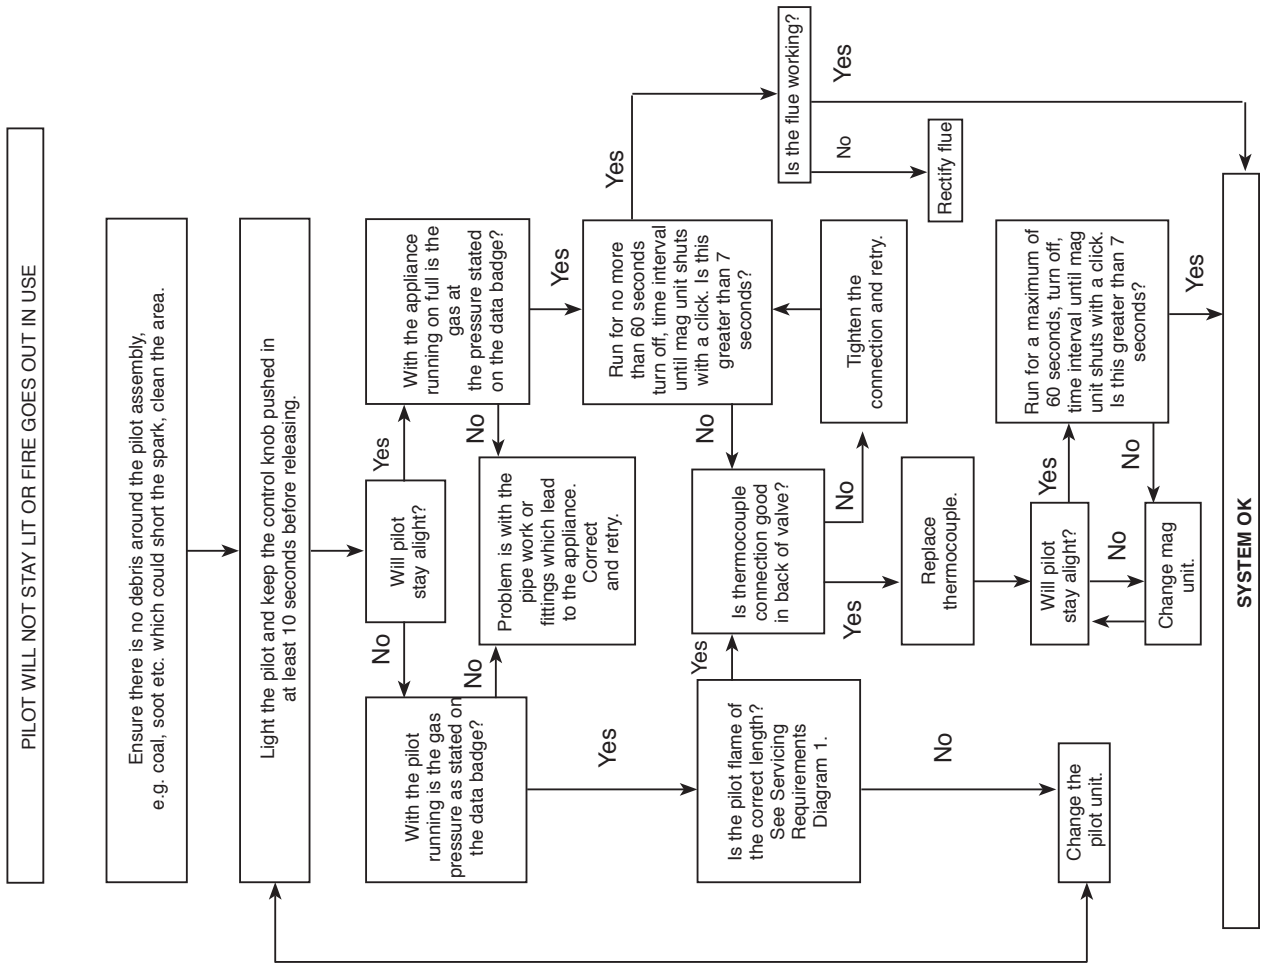 PILOT WILL NOT STAY LIT OR FIRE GOES OUT IN USE
Ensure there is no debris around the pilot assembly,
e.g. coal, soot etc. which could short the spark, clean the area.
Light the pilot and keep the control knob pushed in
at least 10 seconds before releasing.
Will pilot
stay alight?
No
Yes
With the pilot
running is the gas
pressure as stated on
the data badge?
No
Yes
With the appliance
running on full is the
gas at
the pressure stated
on the data badge?
No
Yes
Problem is with the
pipe work or
fittings which lead
to the appliance.
Correct
and retry.
Run for no more
than 60 seconds
turn off, time interval
until mag unit shuts
with a click. Is this
greater than 7
seconds?
No
Yes
Is the flue working?
No
Yes
Rectify flue
Is the pilot flame of
the correct length?
See Servicing
Requirements
Diagram 1.
Yes
No
Is thermocouple
connection good
in back of valve?
Yes
No
Tighten the
connection and retry.
Replace
thermocouple.
Will pilot
stay alight?
Yes
No
Run for a maximum of
60 seconds, turn off,
time interval until mag
unit shuts with a click.
Is this greater than 7
seconds?
No
Yes
Change mag
unit.
Change the
pilot unit.
SYSTEM OK